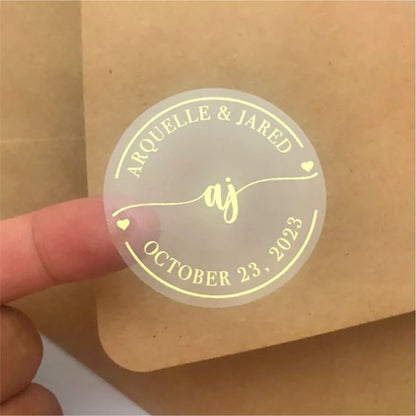 ARQUELLE & JARED
aj
OCTOBER 23, 2023